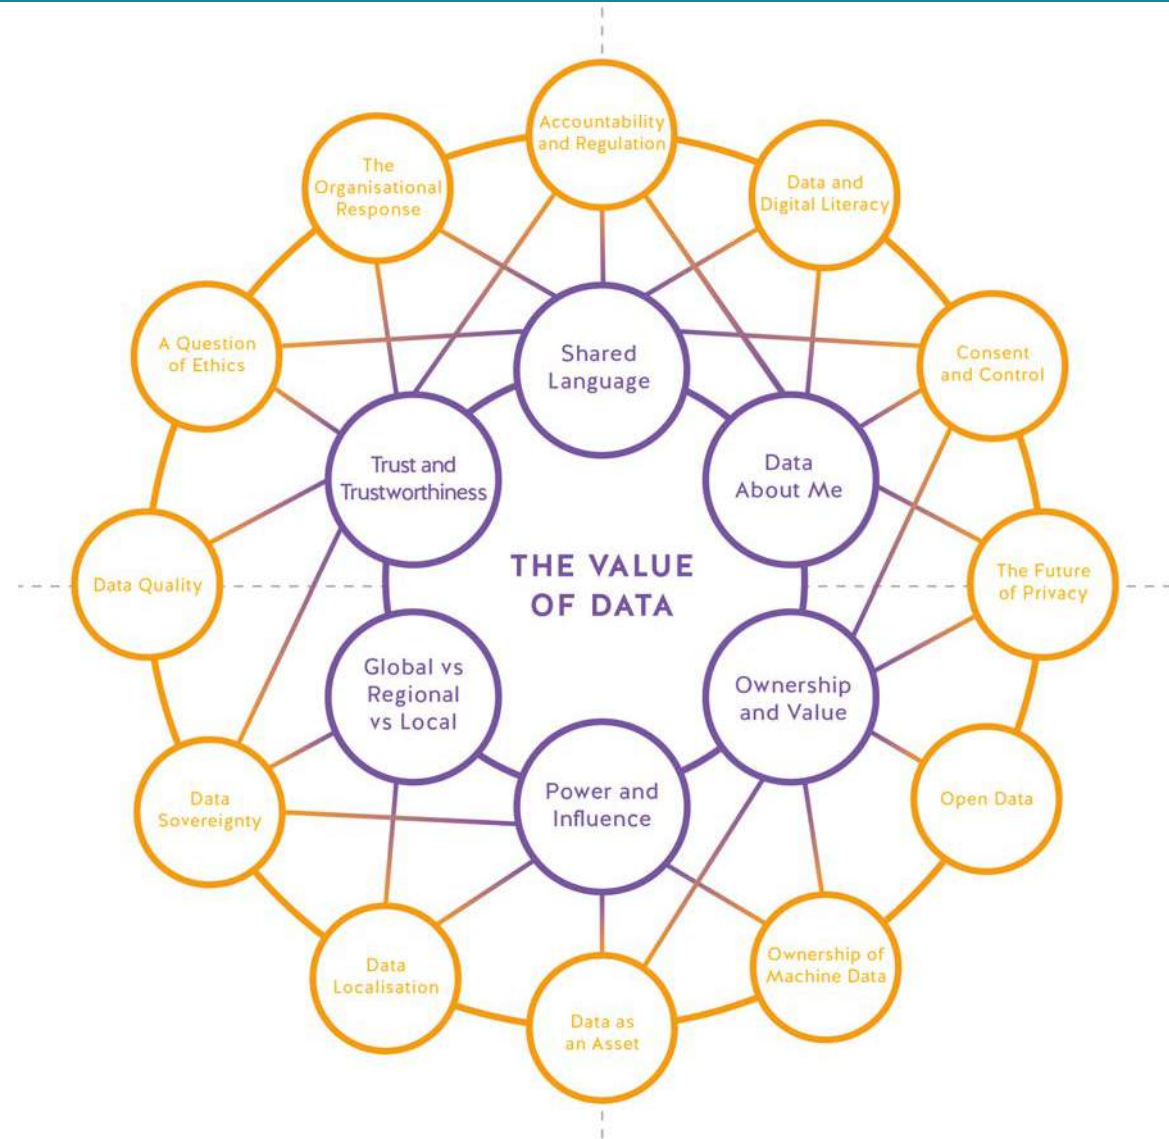 Accountability
and Regulation
The
Organisational
Response
Data and
Digital Literacy
A Question
of Ethics
Shared
Language
Consent
and Control
Trust and
Trustworthiness
Data
About Me
Data Quality
THE VALUE
OF DATA
The Future
of Privacy
Global vs
Regional
vs Local
Ownership
and Value
Data
Sovereignty
Power and
Influence
Open Data
Data
Localisation
Ownership of
Machine Data
Data as
an Asset